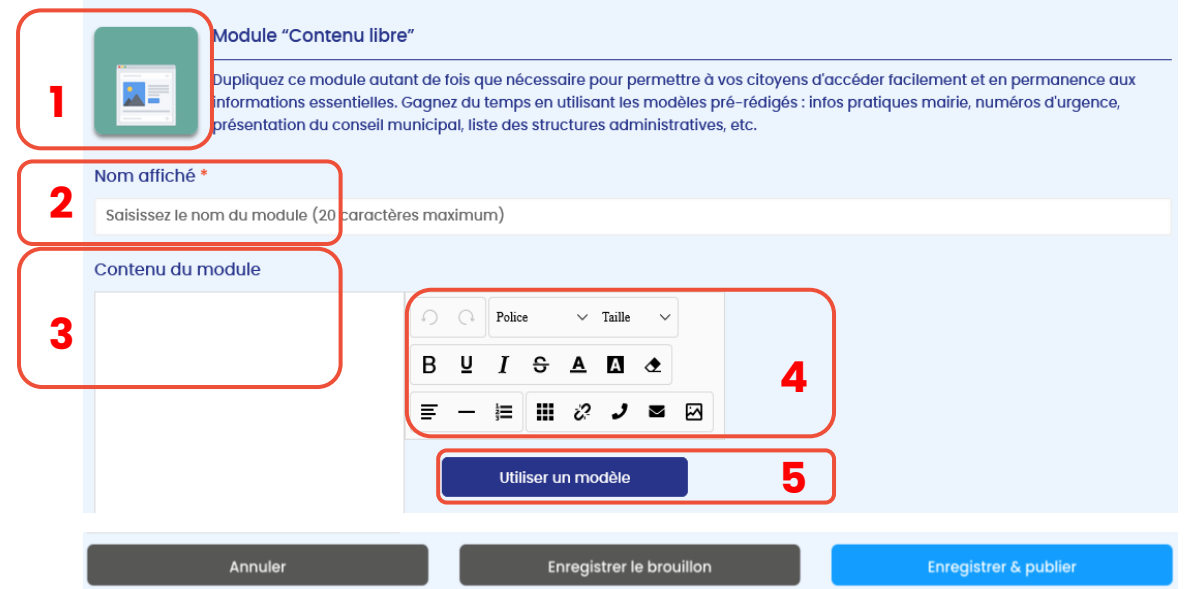 1
Module “Contenu libre”
Dupliquez ce module autant de fois que nécessaire pour permettre à vos citoyens d'accéder facilement et en permanence aux
informations essentielles. Gagnez du temps en utilisant les modèles pré-rédigés : infos pratiques mairie, numéros d'urgence,
présentation du conseil municipal, liste des structures administratives, etc.
2
Nom affiché *
Saisissez le nom du module (20 caractères maximum)
3
Contenu du module
Police Taille
B U I S A A
4
Utiliser un modèle
5
Annuler Enregistrer le brouillon Enregistrer & publier